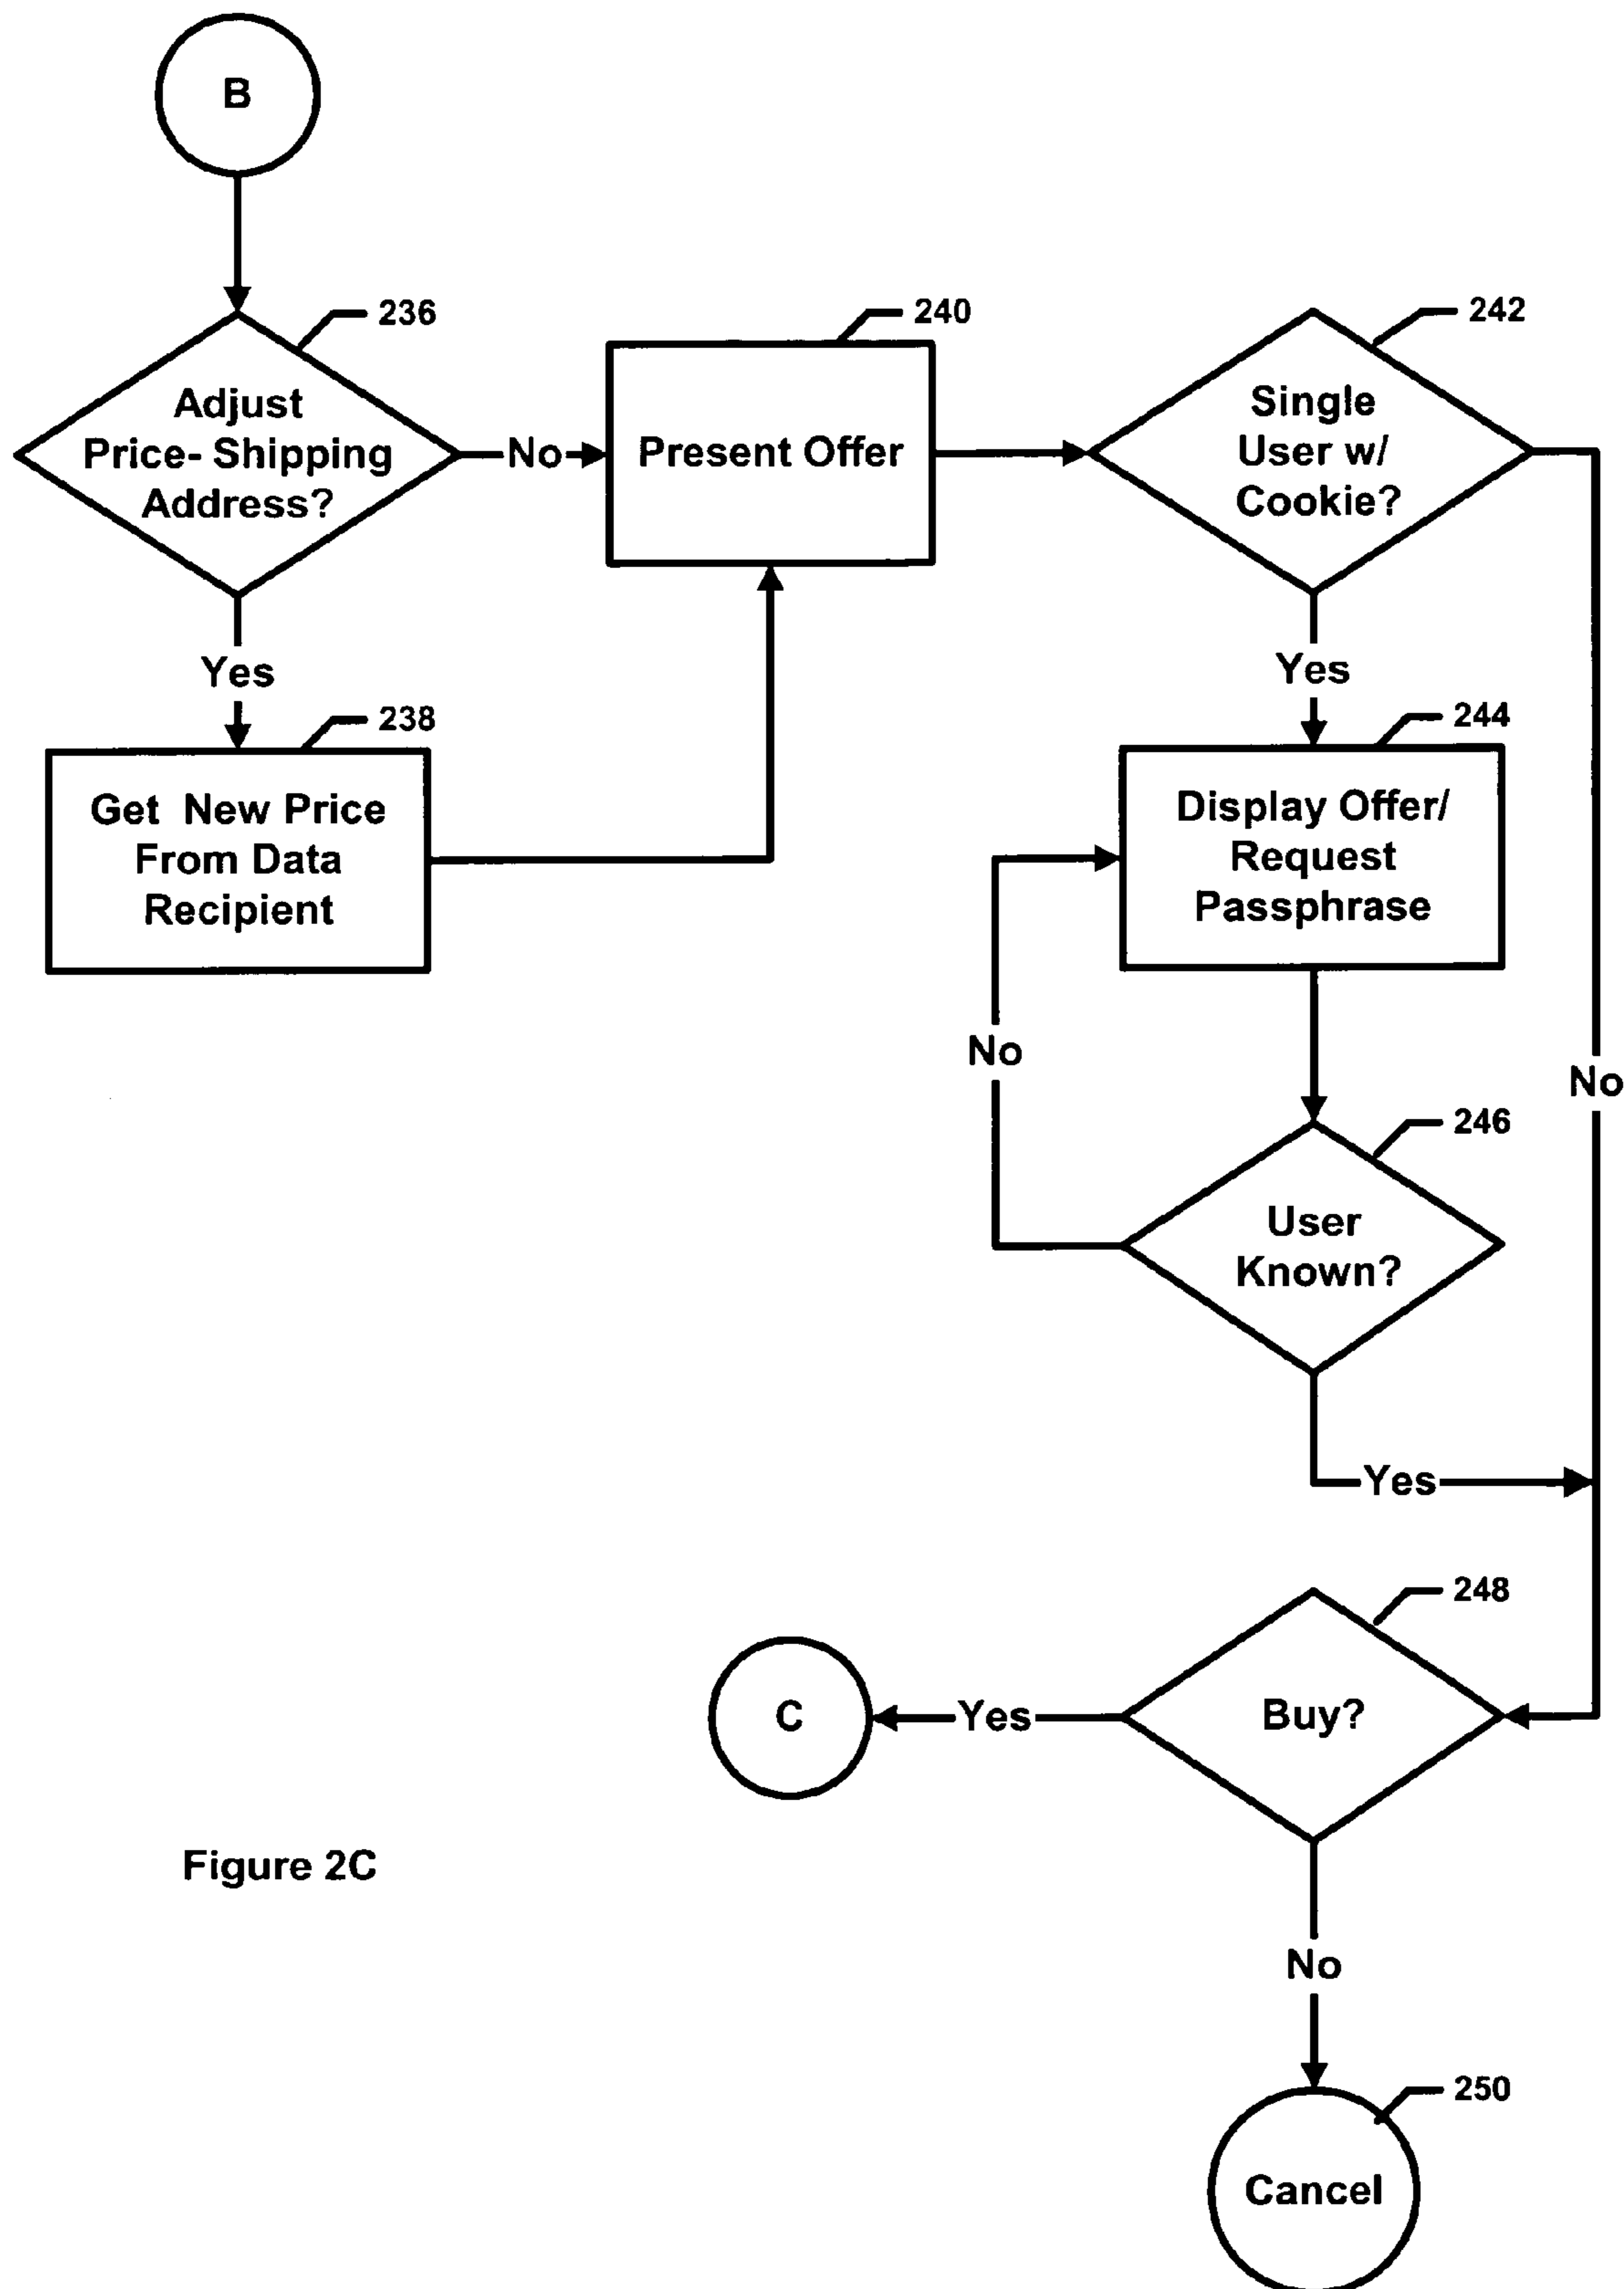 B
236
Adjust
Price- Shipping
Address?
No
240
Present Offer
242
Single
User w/
Cookie?
Yes
238
Get New Price
From Data
Recipient
Yes
244
Display Offer/
Request
Passphrase
No
No
246
User
Known?
Yes
248
Buy?
Yes
C
Figure 2C
No
250
Cancel